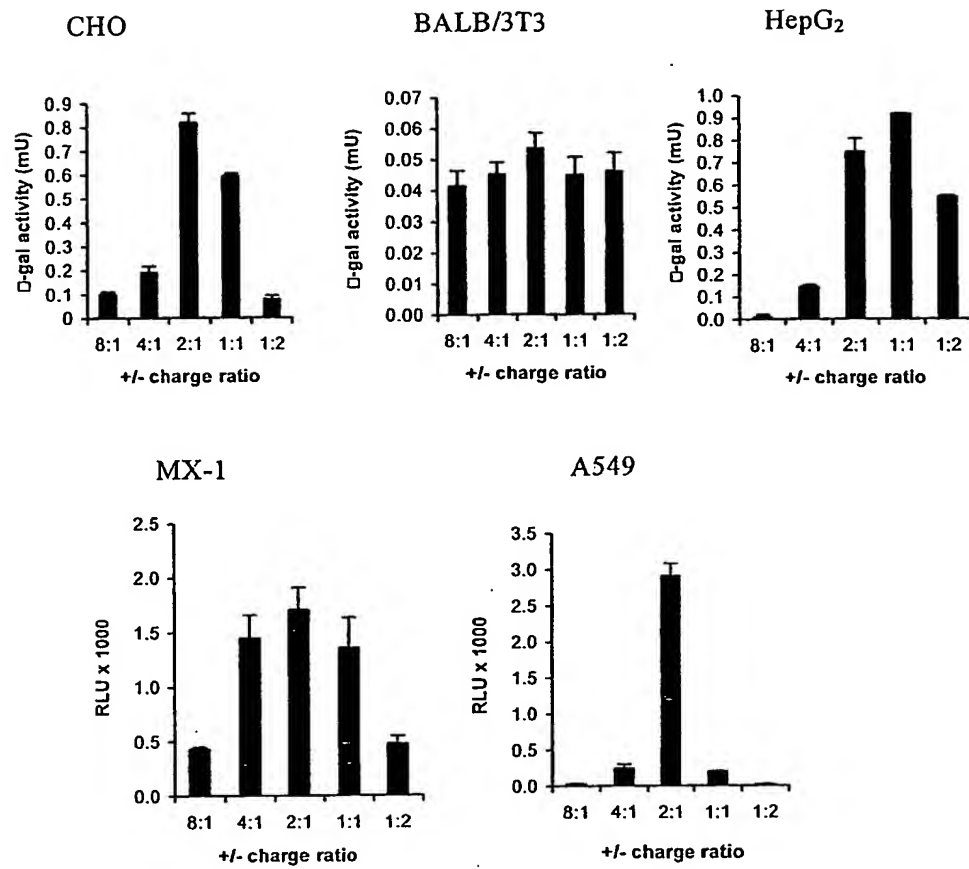 CHO
BALB/3T3
HepG₂
0.9
0.8
0.7
0.6
0.5
0.4
0.3
0.2
0.1
0
□-gal activity (mU)
8:1 4:1 2:1 1:1 1:2
+/- charge ratio
0.07
0.06
0.05
0.04
0.03
0.02
0.01
0.00
□-gal activity (mU)
8:1 4:1 2:1 1:1 1:2
+/- charge ratio
1.0
0.9
0.8
0.7
0.6
0.5
0.4
0.3
0.2
0.1
0.0
□-gal activity (mU)
8:1 4:1 2:1 1:1 1:2
+/- charge ratio
MX-1
A549
2.5
2.0
1.5
1.0
0.5
0.0
RLU x 1000
8:1 4:1 2:1 1:1 1:2
+/- charge ratio
3.5
3.0
2.5
2.0
1.5
1.0
0.5
0.0
RLU x 1000
8:1 4:1 2:1 1:1 1:2
+/- charge ratio